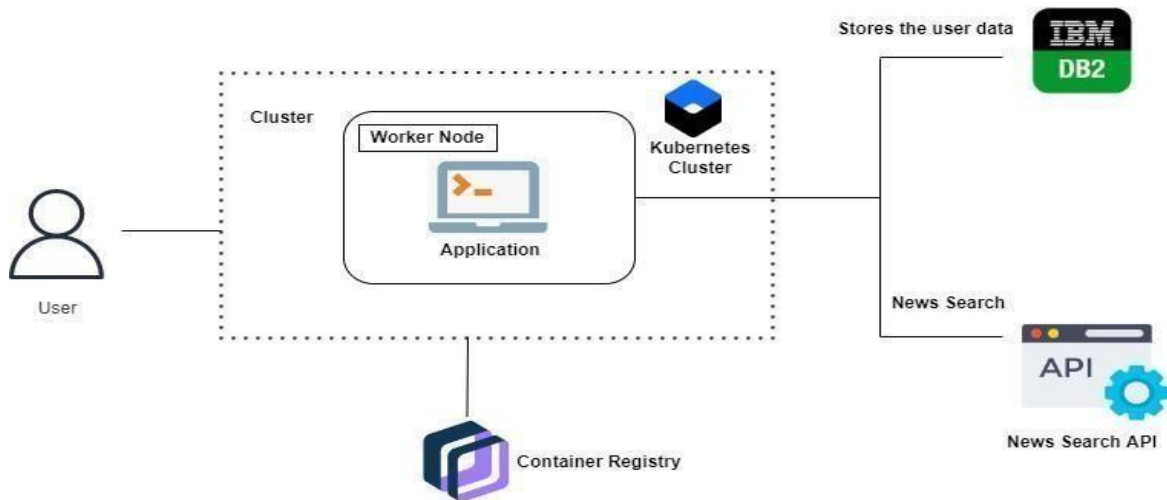 Stores the user data
IBM
DB2
Cluster
Worker Node
Kubernetes
Cluster
Application
User
News Search
API
News Search API
Container Registry